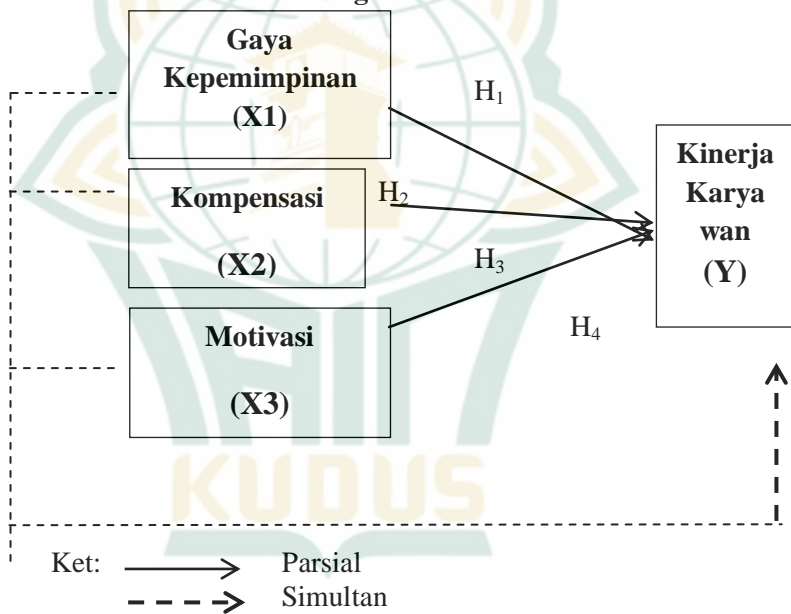 Gaya
Kepemimpinan
(X1)
H1
Kompensasi
(X2)
H2
Motivasi
(X3)
H3
H4
Kinerja
Karya
wan
(Y)
KUDUS
Ket: Parsial
Simultan